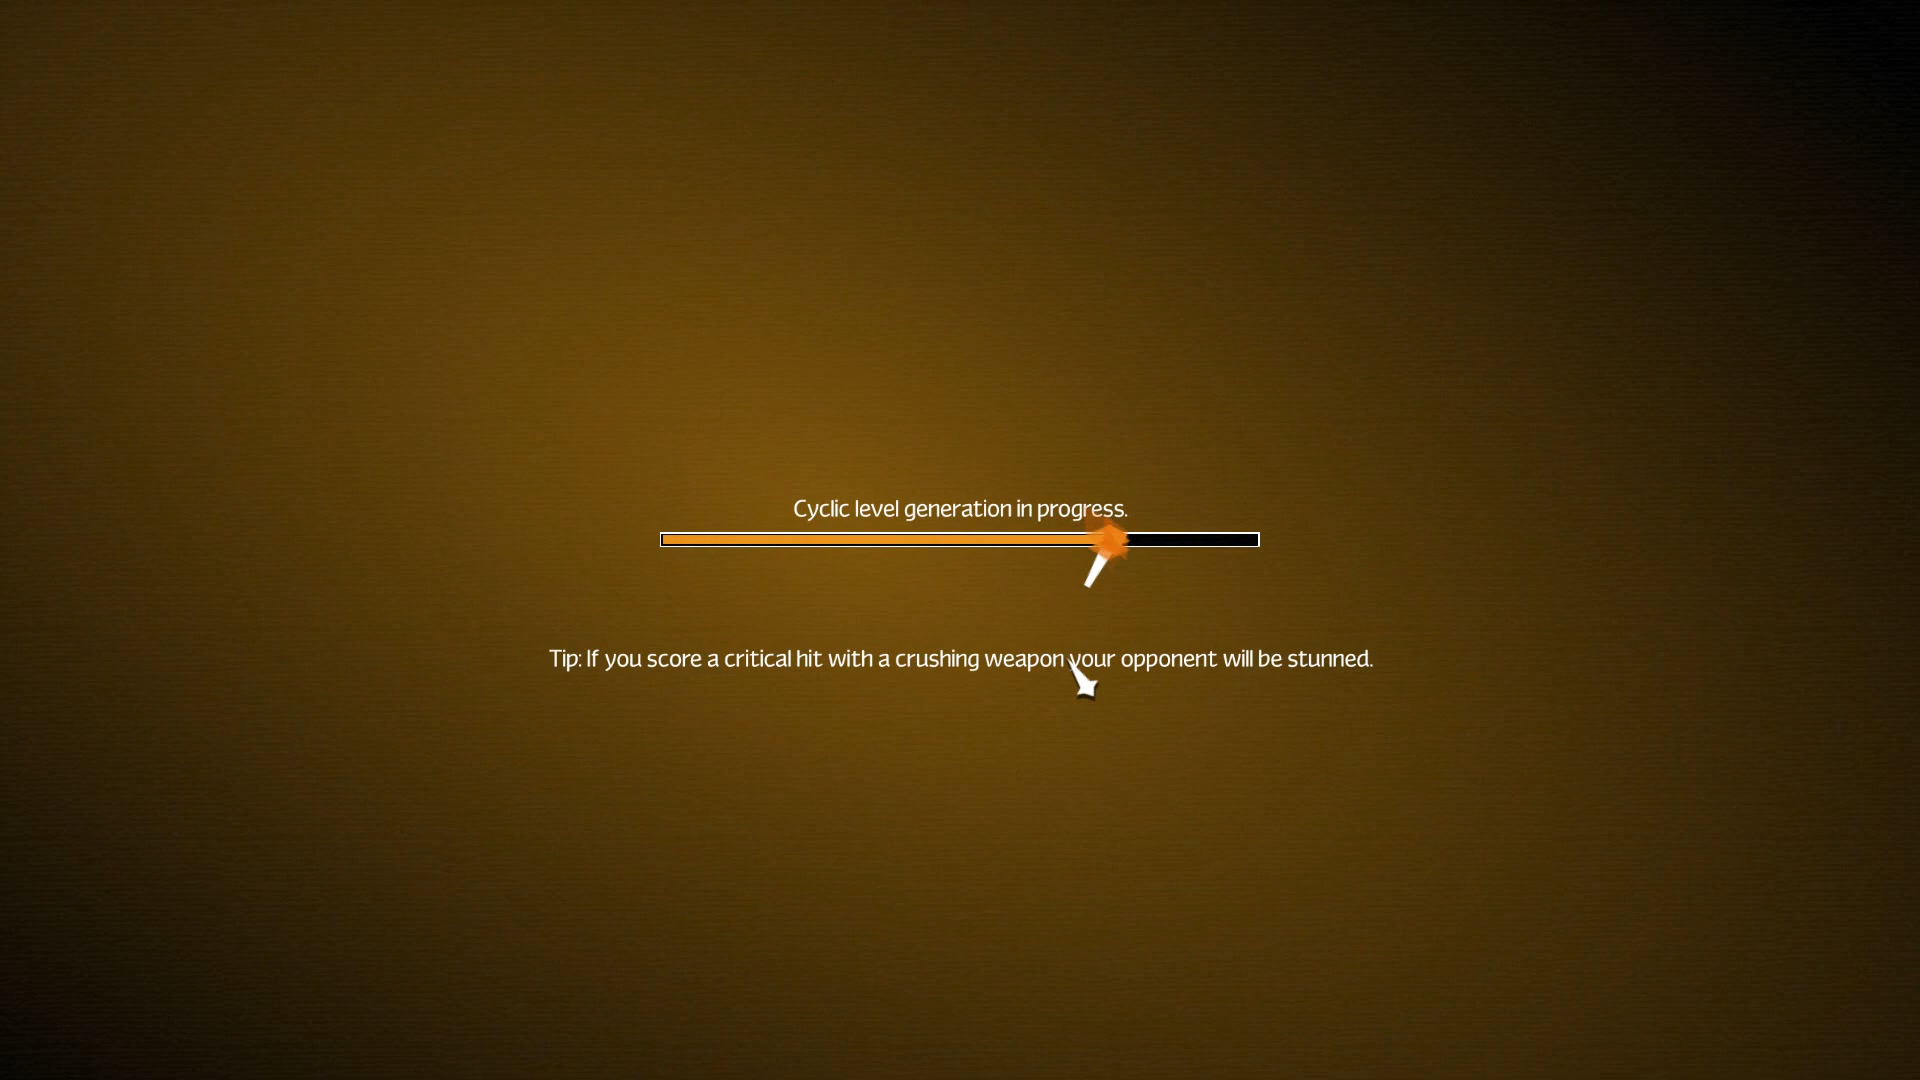 Cyclic level generation in progress.
Tip: If you score a critical hit with a crushing weapon your opponent will be stunned.